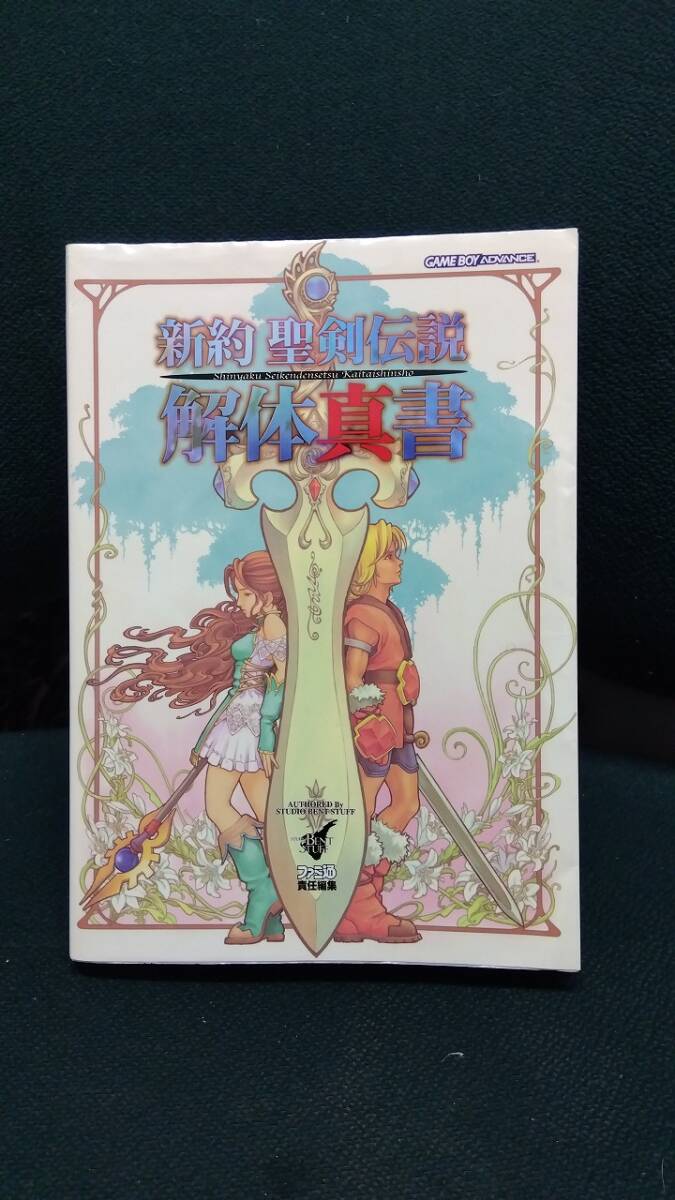 GAME BOY ADVANCE
新約 聖剣伝説
Shinyaku Seikendensetsu Kaitaishinsho
解体真書
AUTHORED By
STUDIO BENT STUFF
STUDIO
BENT
STUFF
ファミ通
責任編集